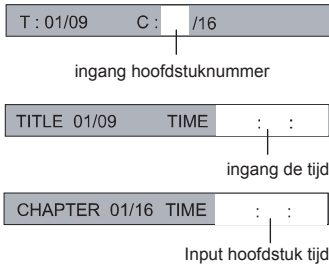 T : 01/09 C : /16
ingang hoofdstuknummer
TITLE 01/09 TIME : :
ingang de tijd
CHAPTER 01/16 TIME : :
Input hoofdstuk tijd